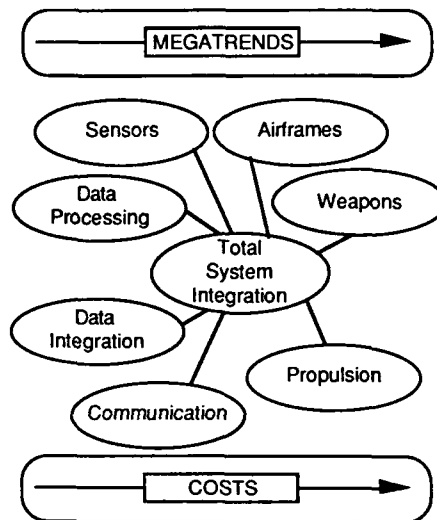 MEGATRENDS
Sensors
Airframes
Data
Processing
Weapons
Total
System
Integration
Data
Integration
Propulsion
Communication
COSTS